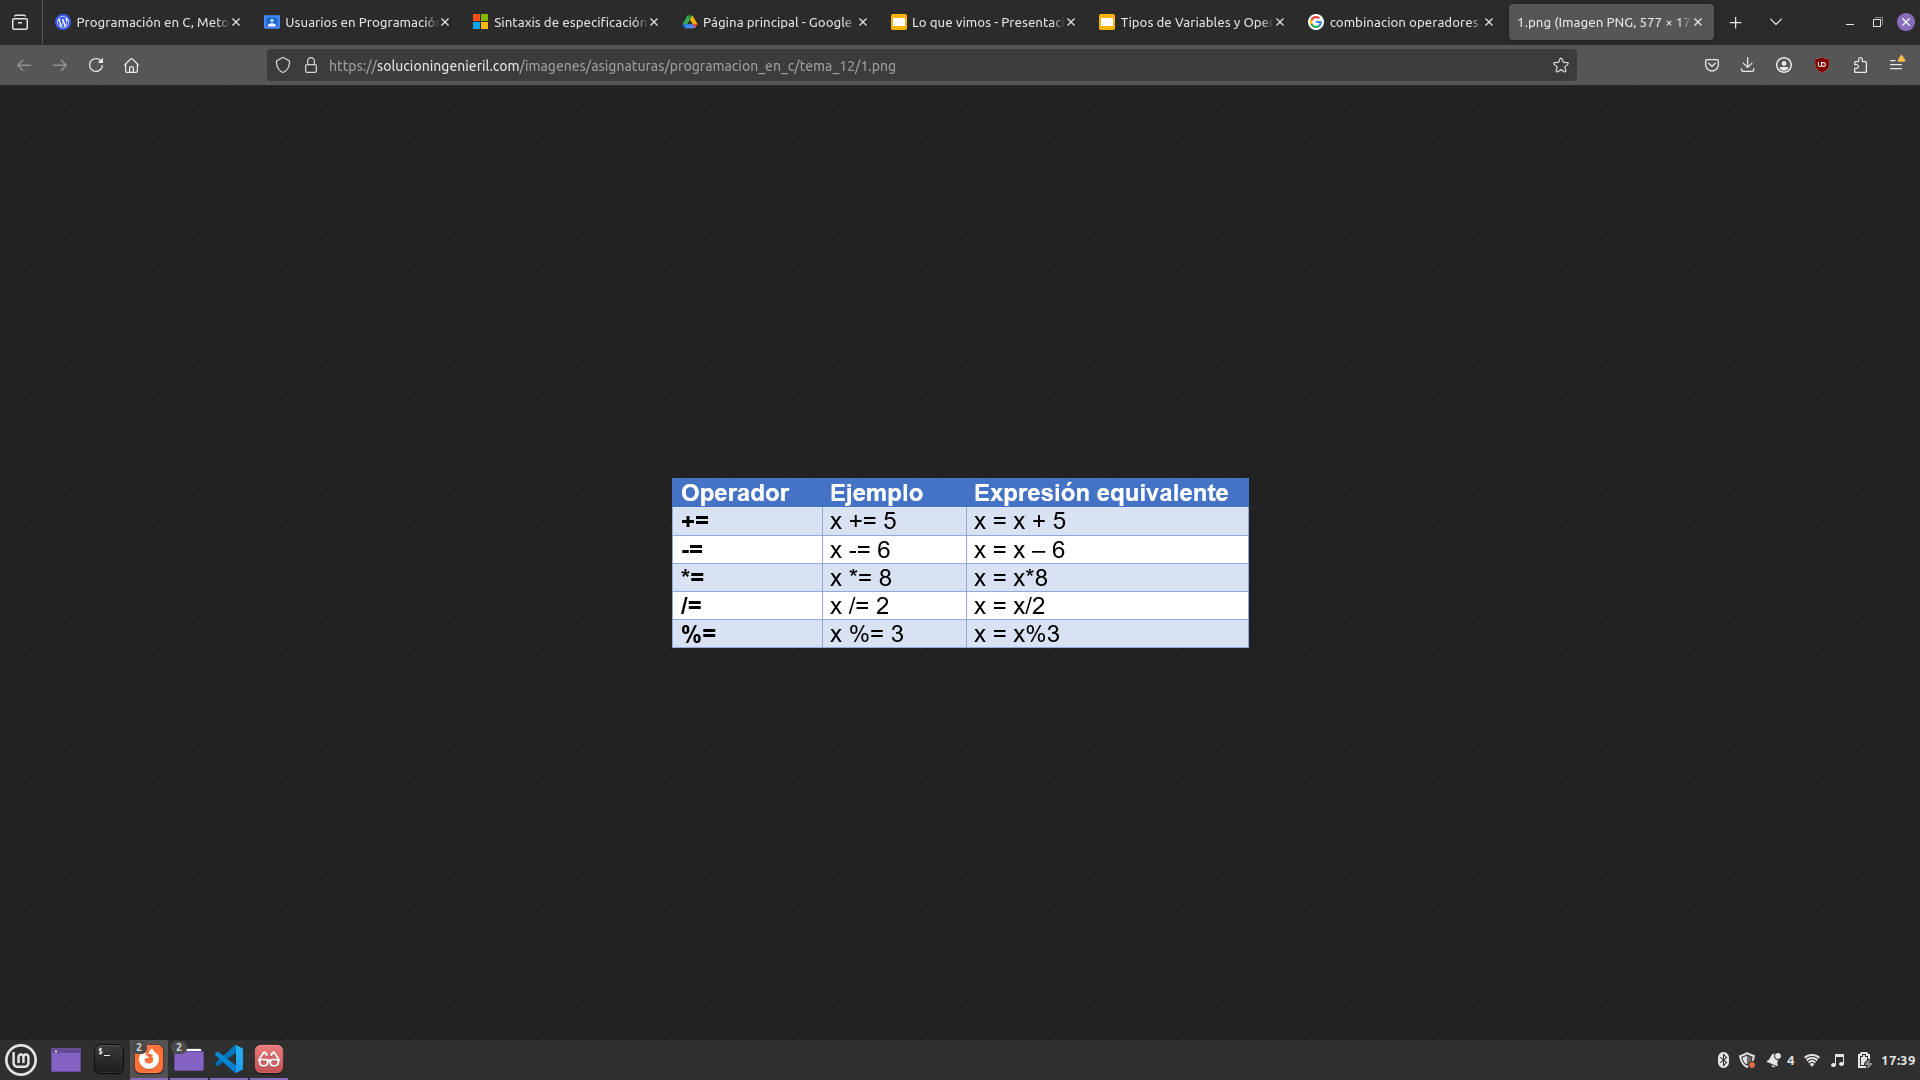 Programación en C, Meto
Usuarios en Programación
Sintaxis de especificación
Página principal - Google
Lo que vimos - Presentaci
Tipos de Variables y Oper
combinacion operadores
1.png (Imagen PNG, 577 × 17
https://solucioningenieril.com/imagenes/asignaturas/programacion_en_c/tema_12/1.png
Operador Ejemplo Expresión equivalente
+= x += 5 x = x + 5
-= x -= 6 x = x – 6
*= x *= 8 x = x*8
/= x /= 2 x = x/2
%= x %= 3 x = x%3
2 2 4 17:39